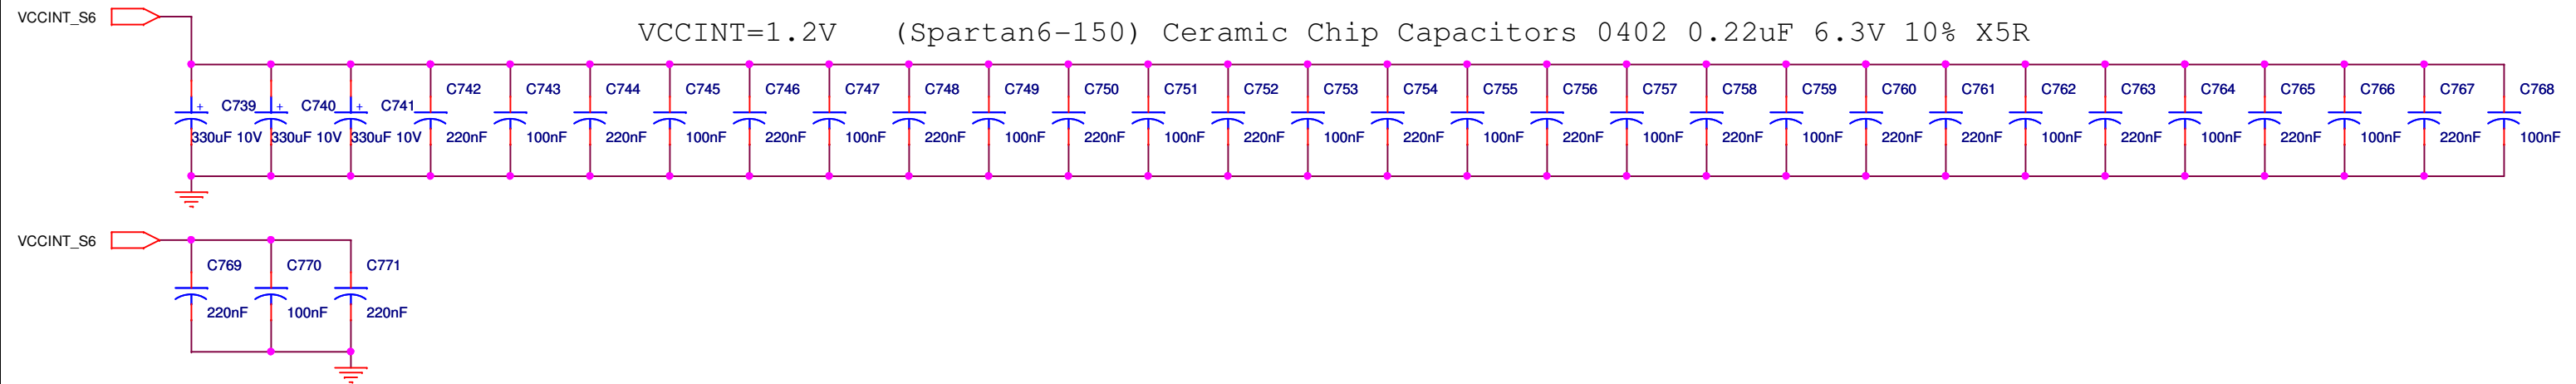 VCCINT_S6
VCCINT=1.2V (Spartan6-150) Ceramic Chip Capacitors 0402 0.22uF 6.3V 10% X5R
C742 C743 C744 C745 C746 C747 C748 C749 C750 C751 C752 C753 C754 C755 C756 C757 C758 C759 C760 C761 C762 C763 C764 C765 C766 C767 C768
+ C739 + C740 + C741
330uF 10V 330uF 10V 330uF 10V 220nF 100nF 220nF 100nF 220nF 100nF 220nF 100nF 220nF 100nF 220nF 100nF 220nF 100nF 220nF 100nF 220nF 100nF 220nF 220nF 100nF 220nF 100nF 220nF 100nF 220nF 100nF
VCCINT_S6
C769 C770 C771
220nF 100nF 220nF